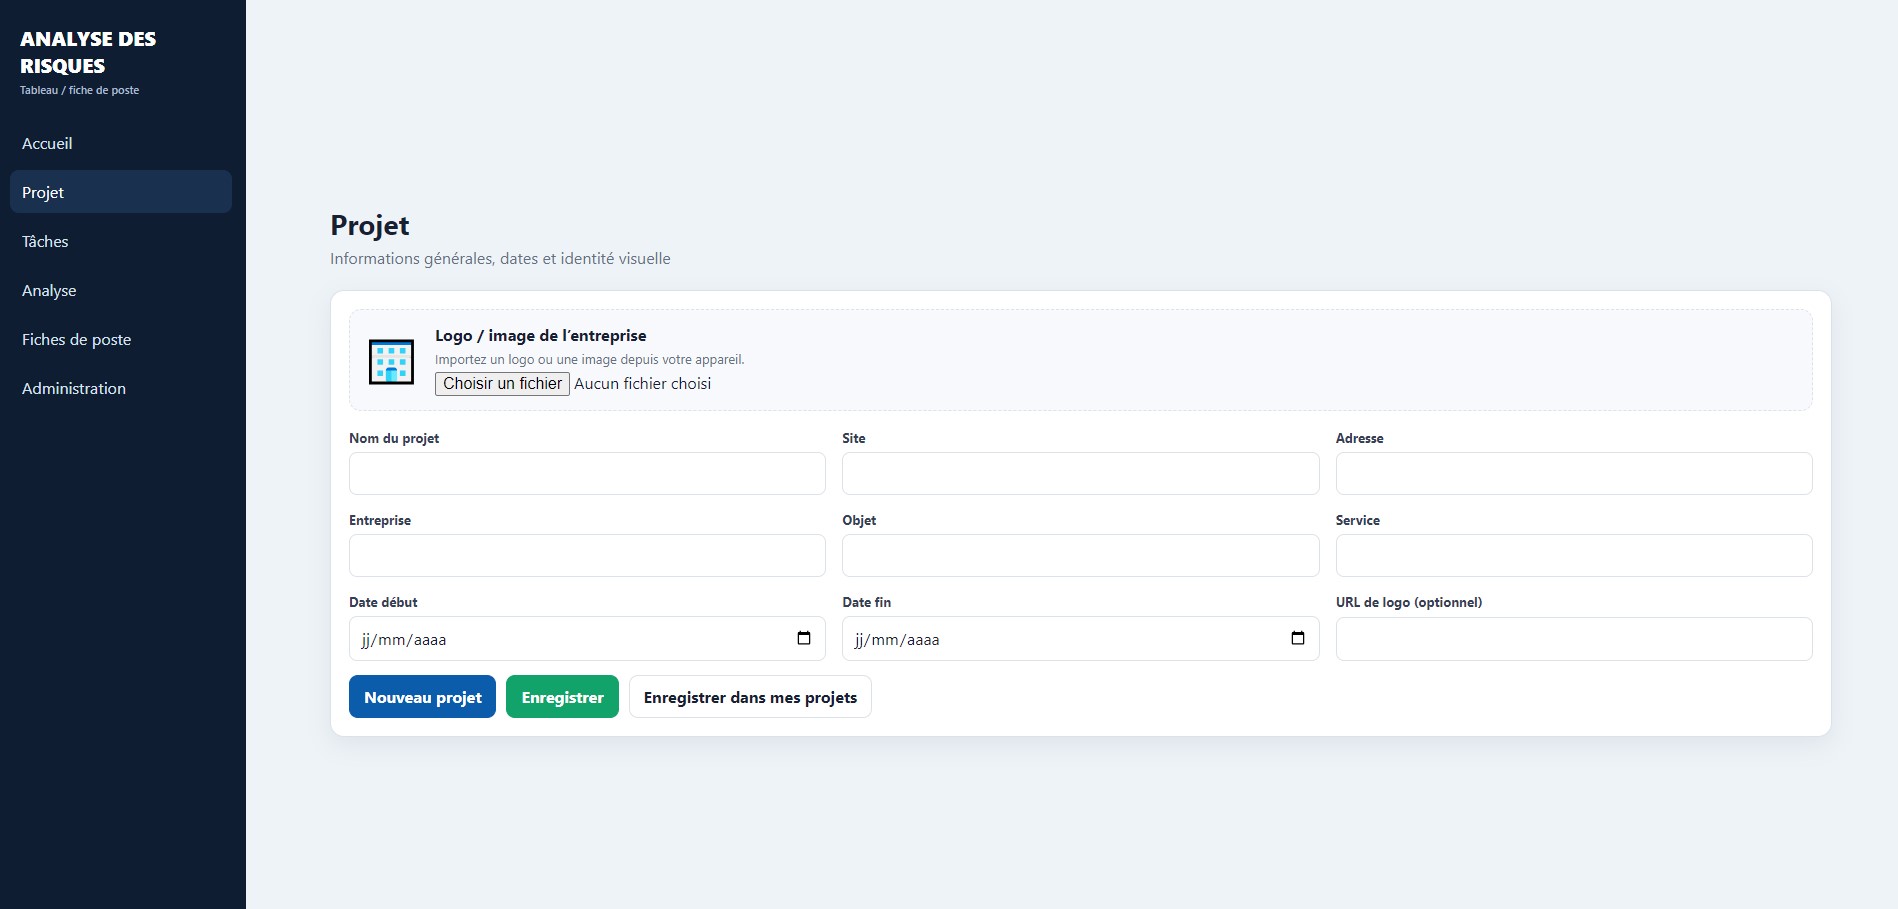 ANALYSE DES
RISQUES
Tableau / fiche de poste
Accueil
Projet
Tâches
Analyse
Fiches de poste
Administration
Projet
Informations générales, dates et identité visuelle
Logo / image de l’entreprise
Importez un logo ou une image depuis votre appareil.
Choisir un fichier Aucun fichier choisi
Nom du projet Site Adresse
Entreprise Objet Service
Date début Date fin URL de logo (optionnel)
jj/mm/aaaa jj/mm/aaaa
Nouveau projet Enregistrer Enregistrer dans mes projets